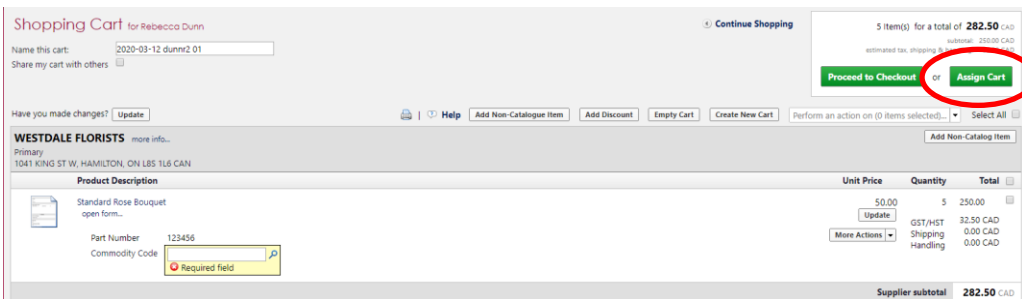 Shopping Cart for Rebecca Dunn
Continue Shopping
5 Item(s) for a total of 282.50 CAD
subtotal: 250.00 CAD
estimated tax, shipping & CAD
Name this cart: 2020-03-12 dunnr2 01
Share my cart with others
Proceed to Checkout or Assign Cart
Have you made changes? Update
Help Add Non-Catalogue Item Add Discount Empty Cart Create New Cart Perform an action on (0 items selected)... Select All
WESTDALE FLORISTS more info...
Add Non-Catalog Item
Primary
1041 KING ST W, HAMILTON, ON L8S 1L6 CAN
Product Description Unit Price Quantity Total
Standard Rose Bouquet 50.00 5 250.00
open form... Update
GST/HST 32.50 CAD
More Actions Shipping 0.00 CAD
Handling 0.00 CAD
Part Number 123456
Commodity Code
Required field
Supplier subtotal 282.50 CAD